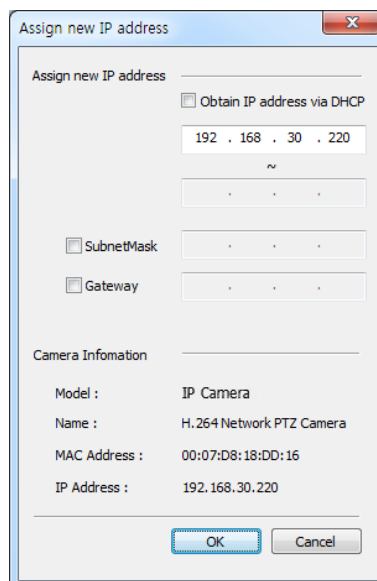 Assign new IP address
Assign new IP address
Obtain IP address via DHCP
192 . 168 . 30 . 220
~
. . .
SubnetMask . . .
Gateway . . .
Camera Infomation
Model : IP Camera
Name : H.264 Network PTZ Camera
MAC Address : 00:07:D8:18:DD:16
IP Address : 192.168.30.220
OK Cancel